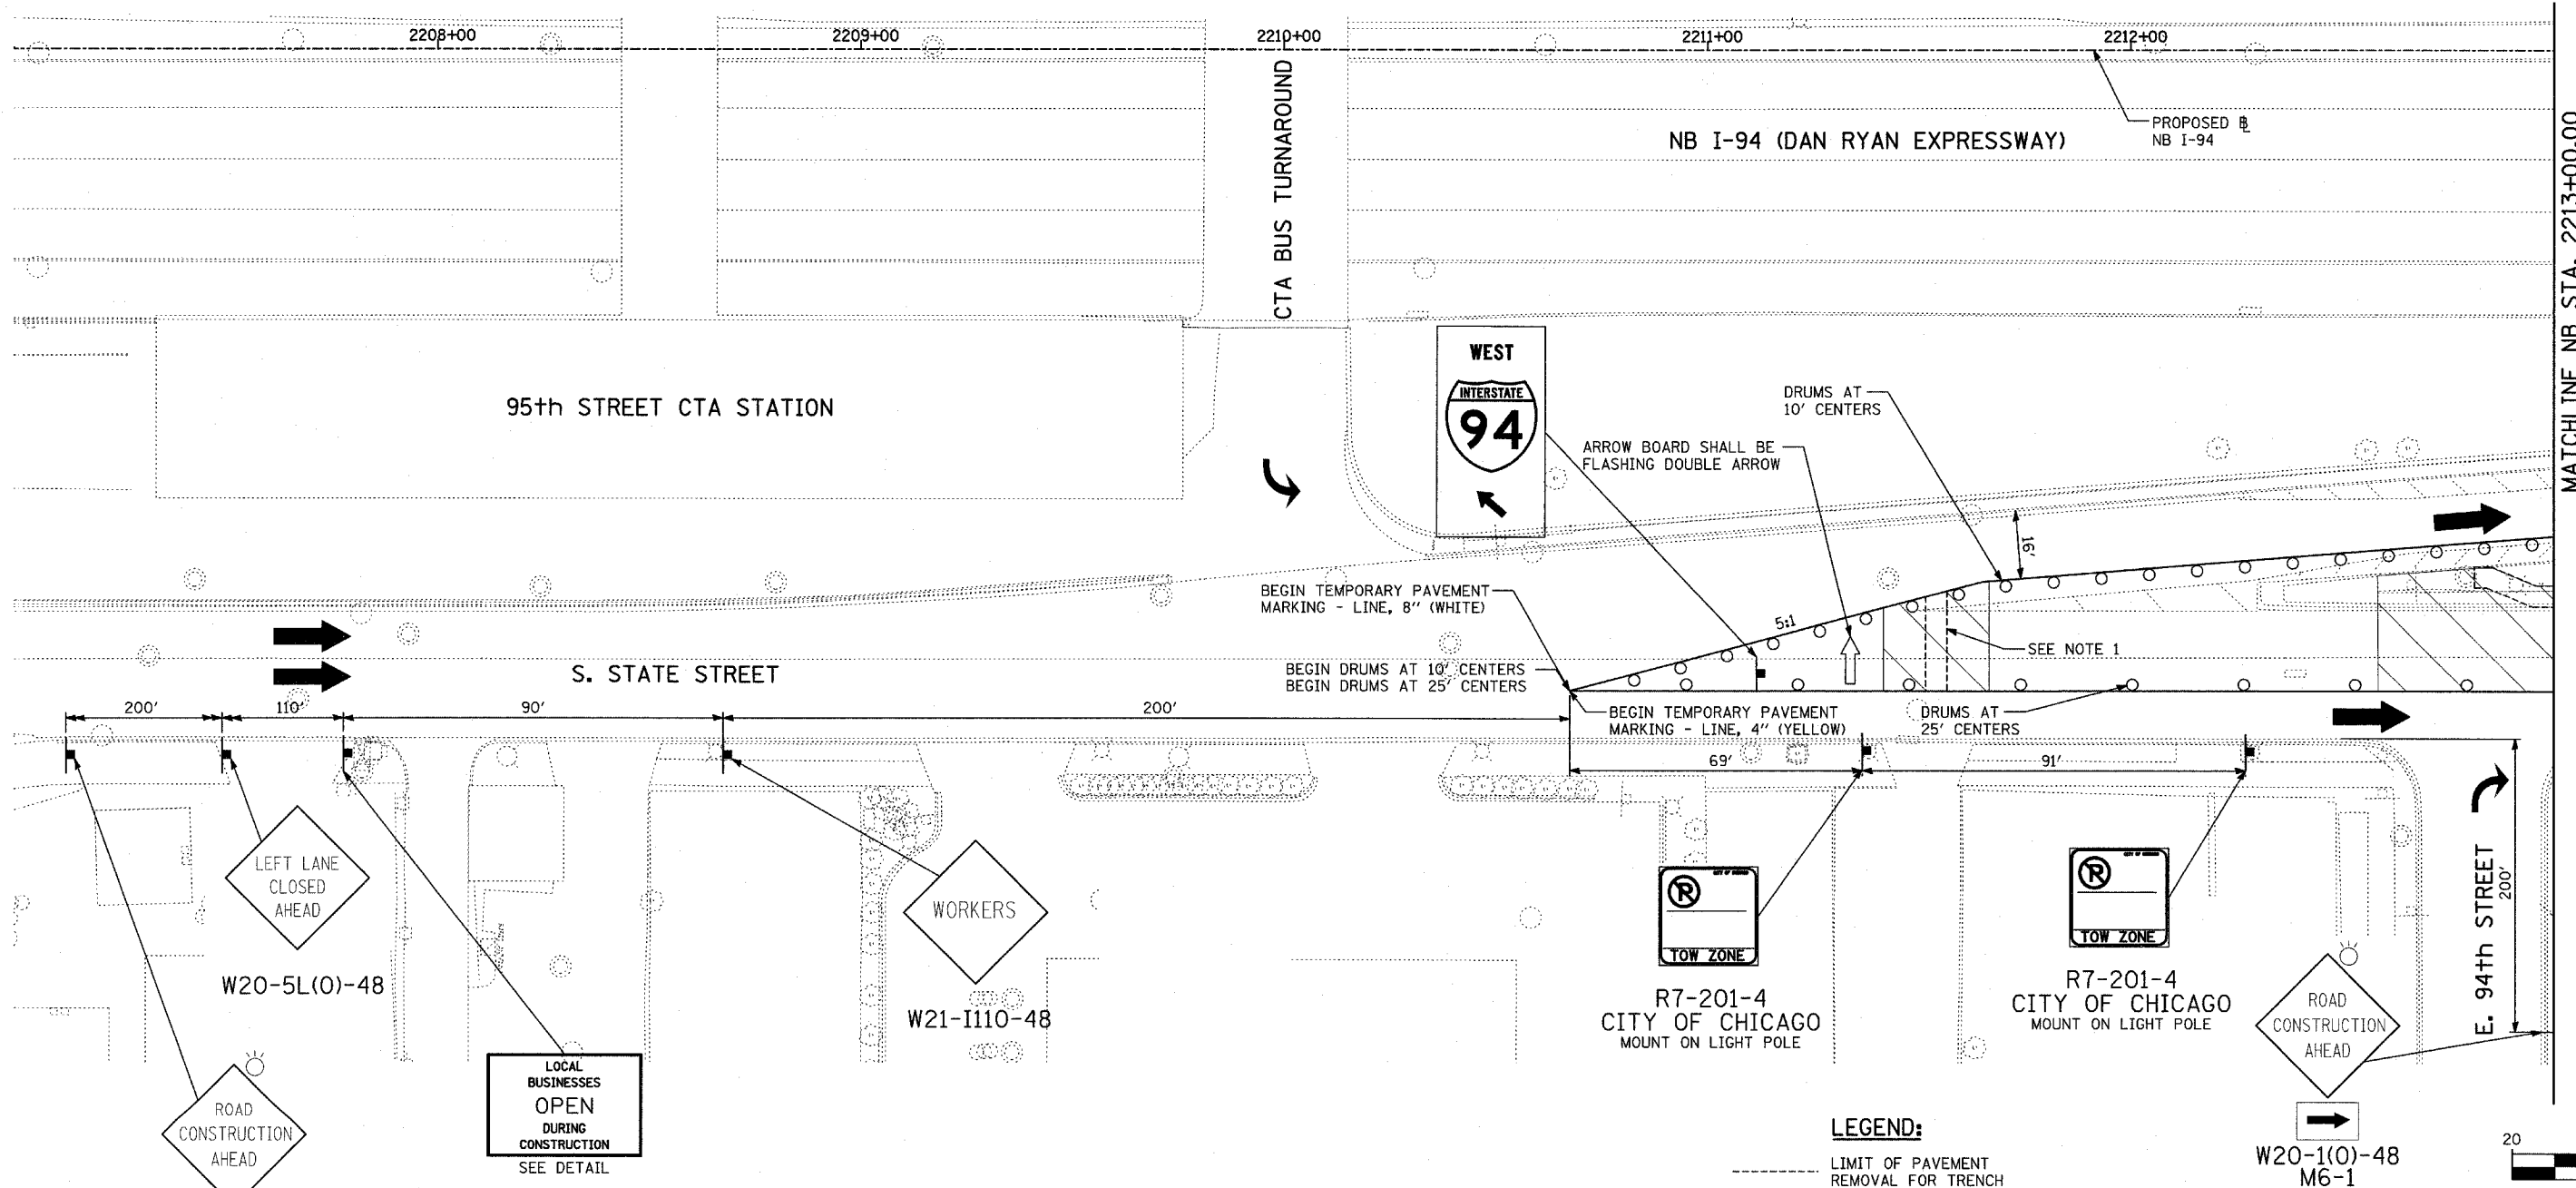 2208+00
2209+00
2210+00
2211+00
2212+00
PROPOSED ℄
NB I-94
NB I-94 (DAN RYAN EXPRESSWAY)
CTA BUS TURNAROUND
MATCHLINE NB STA. 2213+00.00
95th STREET CTA STATION
WEST
INTERSTATE
94
DRUMS AT
10' CENTERS
ARROW BOARD SHALL BE
FLASHING DOUBLE ARROW
16'
BEGIN TEMPORARY PAVEMENT
MARKING - LINE, 8" (WHITE)
5:1
SEE NOTE 1
S. STATE STREET
BEGIN DRUMS AT 10' CENTERS
BEGIN DRUMS AT 25' CENTERS
200'
110'
90'
200'
BEGIN TEMPORARY PAVEMENT
MARKING - LINE, 4" (YELLOW)
DRUMS AT
25' CENTERS
69'
91'
LEFT LANE
CLOSED
AHEAD
W20-5L(O)-48
WORKERS
W21-I110-48
CITY OF CHICAGO
TOW ZONE
R7-201-4
CITY OF CHICAGO
MOUNT ON LIGHT POLE
CITY OF CHICAGO
TOW ZONE
R7-201-4
CITY OF CHICAGO
MOUNT ON LIGHT POLE
E. 94th STREET
200'
ROAD
CONSTRUCTION
AHEAD
W20-1(O)-48
M6-1
ROAD
CONSTRUCTION
AHEAD
LOCAL
BUSINESSES
OPEN
DURING
CONSTRUCTION
SEE DETAIL
LEGEND:
LIMIT OF PAVEMENT
REMOVAL FOR TRENCH
20